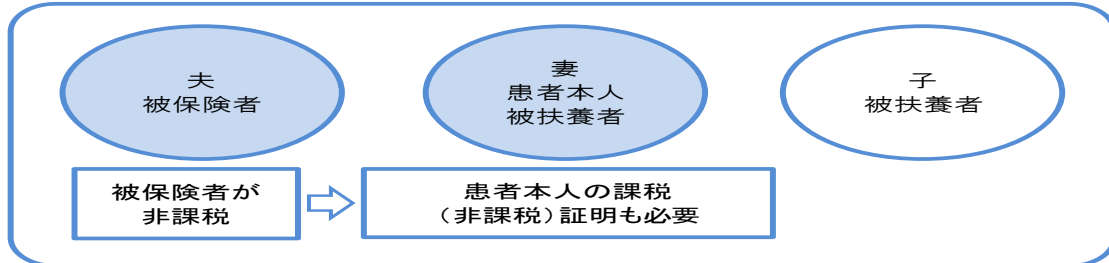 夫
被保険者
妻
患者本人
被扶養者
子
被扶養者
被保険者が
非課税
患者本人の課税
（非課税）証明も必要